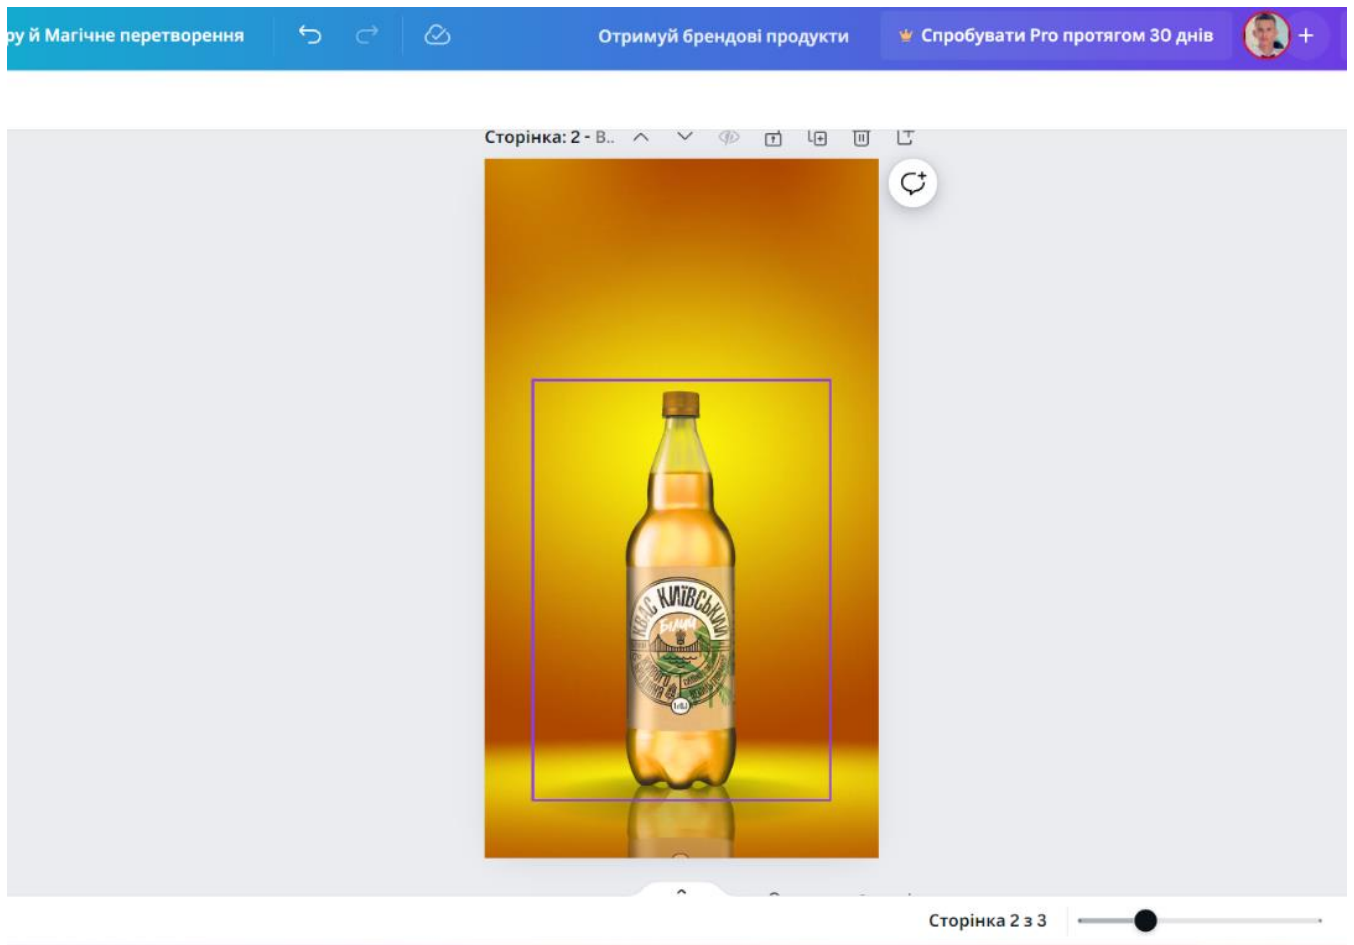 ру й Магічне перетворення
Отримуй брендові продукти
Спробувати Pro протягом 30 днів
Сторінка: 2 - В..
КВАС КИЇВСЬКИЙ
Білий
Сторінка 2 з 3